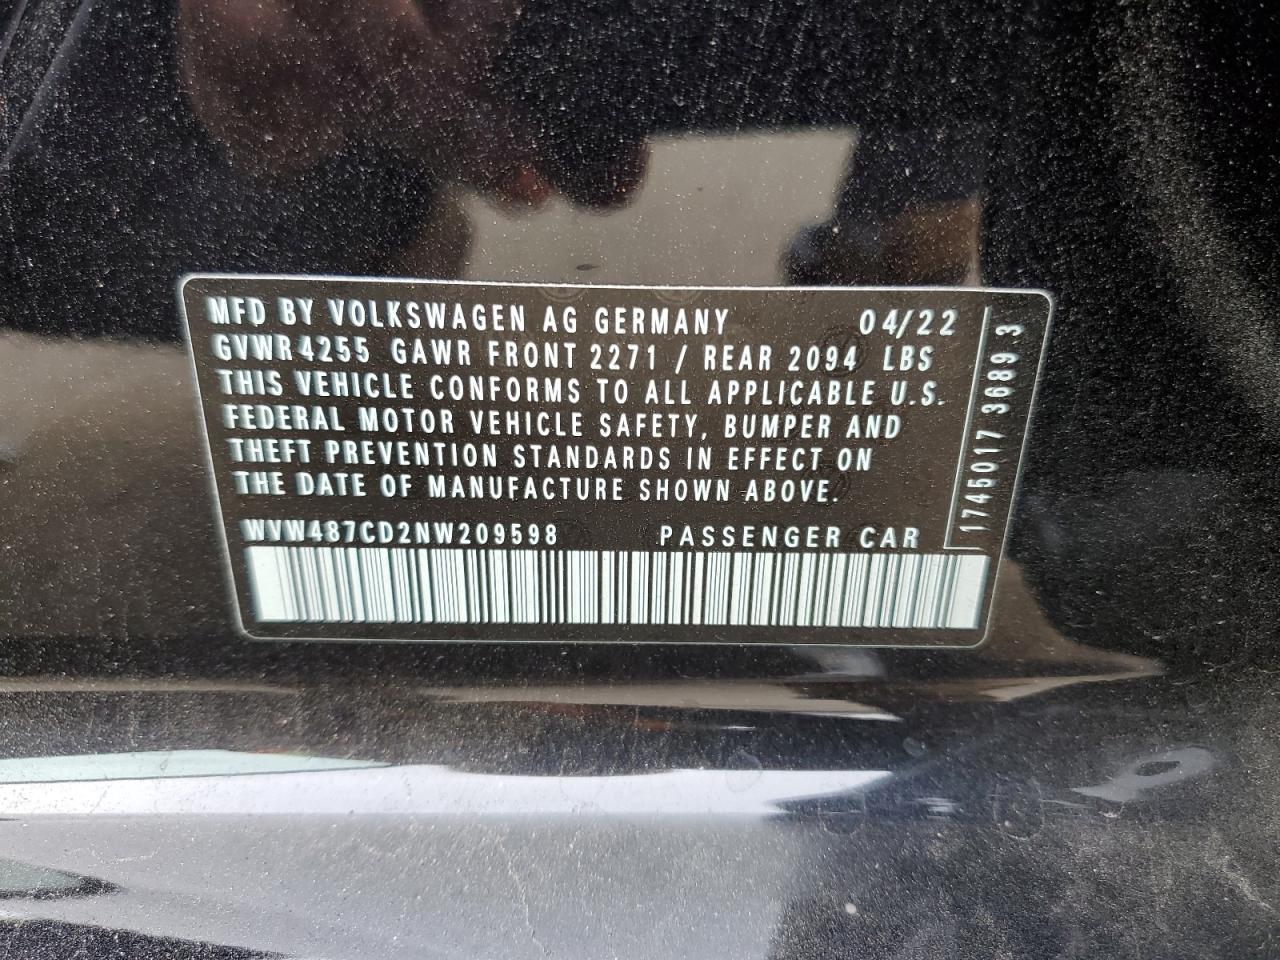 MFD BY VOLKSWAGEN AG GERMANY 04/22
GVWR 4255 GAWR FRONT 2271 / REAR 2094 LBS
THIS VEHICLE CONFORMS TO ALL APPLICABLE U.S.
FEDERAL MOTOR VEHICLE SAFETY, BUMPER AND
THEFT PREVENTION STANDARDS IN EFFECT ON
THE DATE OF MANUFACTURE SHOWN ABOVE.
WVW487CD2NW209598 PASSENGER CAR
1745017 3689 3